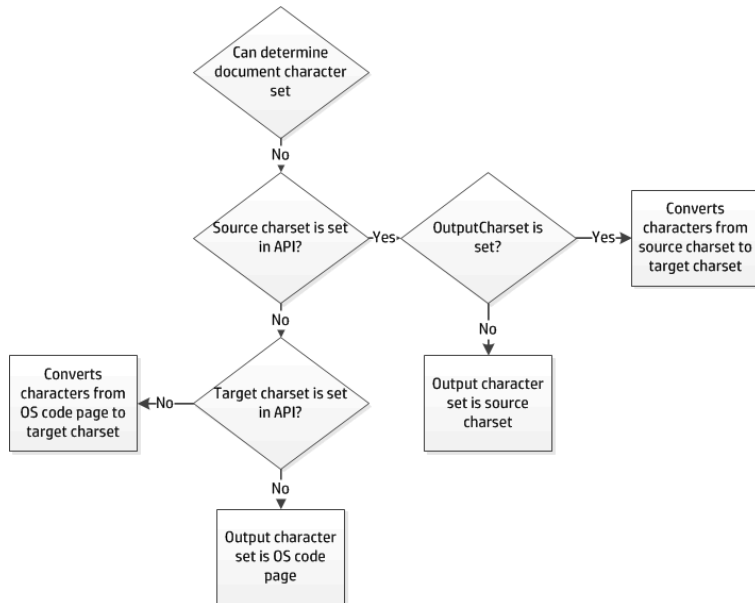 Can determine
document character
set
No
Source charset is set
in API?
Yes
OutputCharset is
set?
Yes
Converts
characters from
source charset to
target charset
No
No
Converts
characters from
OS code page to
target charset
No
Target charset is set
in API?
Output character
set is source
charset
No
Output character
set is OS code
page